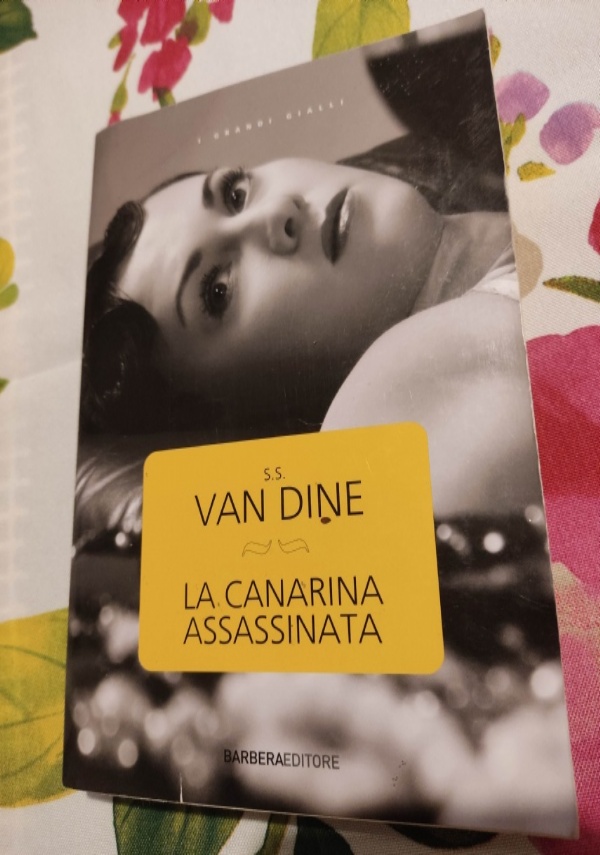 I GRANDI GIALLI
S.S.
VAN DINE
LA CANARINA
ASSASSINATA
BARBERAEDITORE